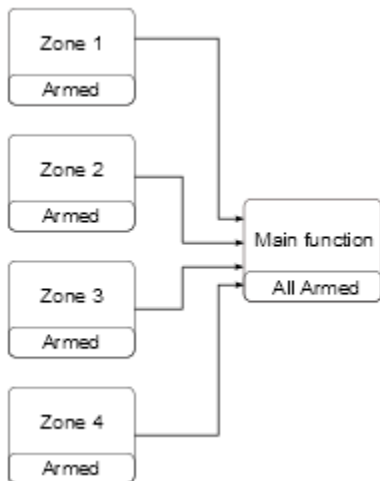 Zone 1
Armed
Zone 2
Armed
Main function
All Armed
Zone 3
Armed
Zone 4
Armed